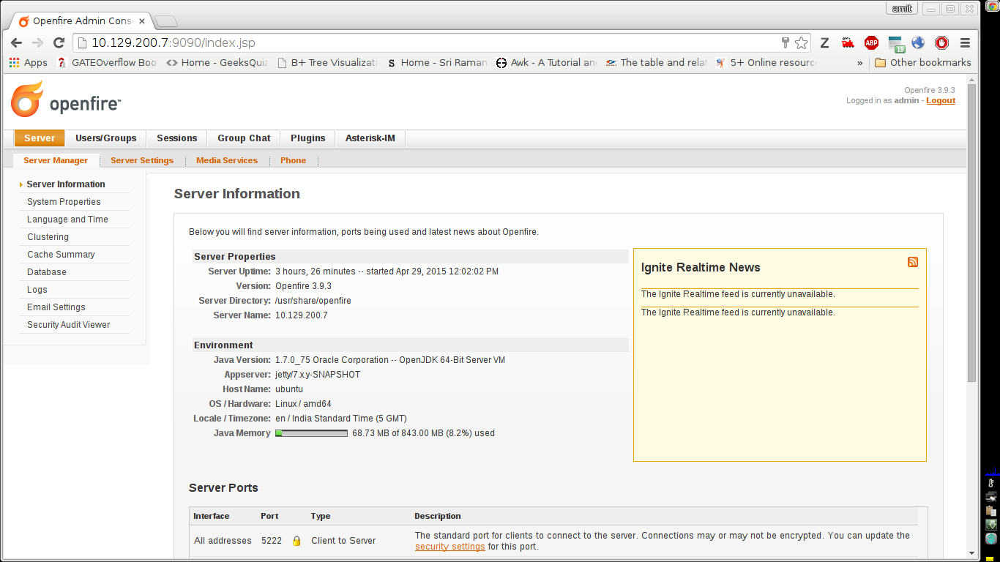 amit
Openfire Admin Cons
10.129.200.7:9090/index.jsp
Z ABP 19
Apps GATEOverflow Boo Home - GeeksQuiz B+ Tree Visualizati S Home - Sri Raman Awk - A Tutorial an The table and relat 5+ Online resourc » Other bookmarks
openfire™
Openfire 3.9.3
Logged in as admin - Logout
Server Users/Groups Sessions Group Chat Plugins Asterisk-IM
Server Manager Server Settings Media Services Phone
Server Information
System Properties
Language and Time
Clustering
Cache Summary
Database
Logs
Email Settings
Security Audit Viewer
Server Information
Below you will find server information, ports being used and latest news about Openfire.
Server Properties
Server Uptime: 3 hours, 26 minutes -- started Apr 29, 2015 12:02:02 PM
Version: Openfire 3.9.3
Server Directory: /usr/share/openfire
Server Name: 10.129.200.7
Environment
Java Version: 1.7.0_75 Oracle Corporation -- OpenJDK 64-Bit Server VM
Appserver: jetty/7.x.y-SNAPSHOT
Host Name: ubuntu
OS / Hardware: Linux / amd64
Locale / Timezone: en / India Standard Time (5 GMT)
Java Memory 68.73 MB of 843.00 MB (8.2%) used
Ignite Realtime News
The Ignite Realtime feed is currently unavailable.
The Ignite Realtime feed is currently unavailable.
Server Ports
Interface Port Type Description
All addresses 5222 Client to Server The standard port for clients to connect to the server. Connections may or may not be encrypted. You can update the
security settings for this port.